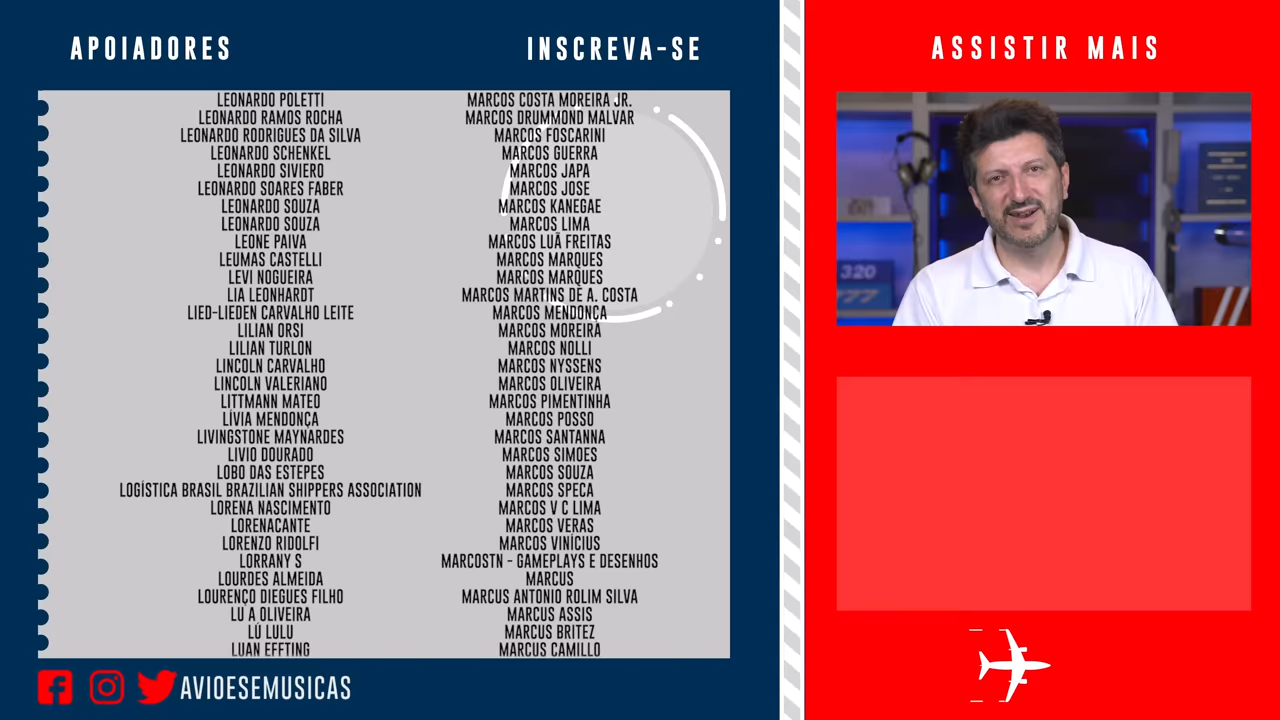 APOIADORES
INSCREVA-SE
ASSISTIR MAIS
LEONARDO POLETTI
LEONARDO RAMOS ROCHA
LEONARDO RODRIGUES DA SILVA
LEONARDO SCHENKEL
LEONARDO SIVIERO
LEONARDO SOARES FABER
LEONARDO SOUZA
LEONARDO SOUZA
LEONE PAIVA
LEUMAS CASTELLI
LEVI NOGUEIRA
LIA LEONHARDT
LIED-LIEDEN CARVALHO LEITE
LILIAN ORSI
LILIAN TURLON
LINCOLN CARVALHO
LINCOLN VALERIANO
LITTMANN MATEO
LÍVIA MENDONÇA
LIVINGSTONE MAYNARDES
LIVIO DOURADO
LOBO DAS ESTEPES
LOGÍSTICA BRASIL BRAZILIAN SHIPPERS ASSOCIATION
LORENA NASCIMENTO
LORENACANTE
LORENZO RIDOLFI
LORRANY S
LOURDES ALMEIDA
LOURENÇO DIEGUES FILHO
LU A OLIVEIRA
LÚ LULU
LUAN EFFTING
MARCOS COSTA MOREIRA JR.
MARCOS DRUMMOND MALVAR
MARCOS FOSCARINI
MARCOS GUERRA
MARCOS JAPA
MARCOS JOSE
MARCOS KANEGAE
MARCOS LIMA
MARCOS LUÃ FREITAS
MARCOS MARQUES
MARCOS MARQUES
MARCOS MARTINS DE A. COSTA
MARCOS MENDONÇA
MARCOS MOREIRA
MARCOS NOLLI
MARCOS NYSSENS
MARCOS OLIVEIRA
MARCOS PIMENTINHA
MARCOS POSSO
MARCOS SANTANNA
MARCOS SIMOES
MARCOS SOUZA
MARCOS SPECA
MARCOS V C LIMA
MARCOS VERAS
MARCOS VINÍCIUS
MARCOSTN - GAMEPLAYS E DESENHOS
MARCUS
MARCUS ANTONIO ROLIM SILVA
MARCUS ASSIS
MARCUS BRITEZ
MARCUS CAMILLO
EXIT
320
777
AVIOESEMUSICAS